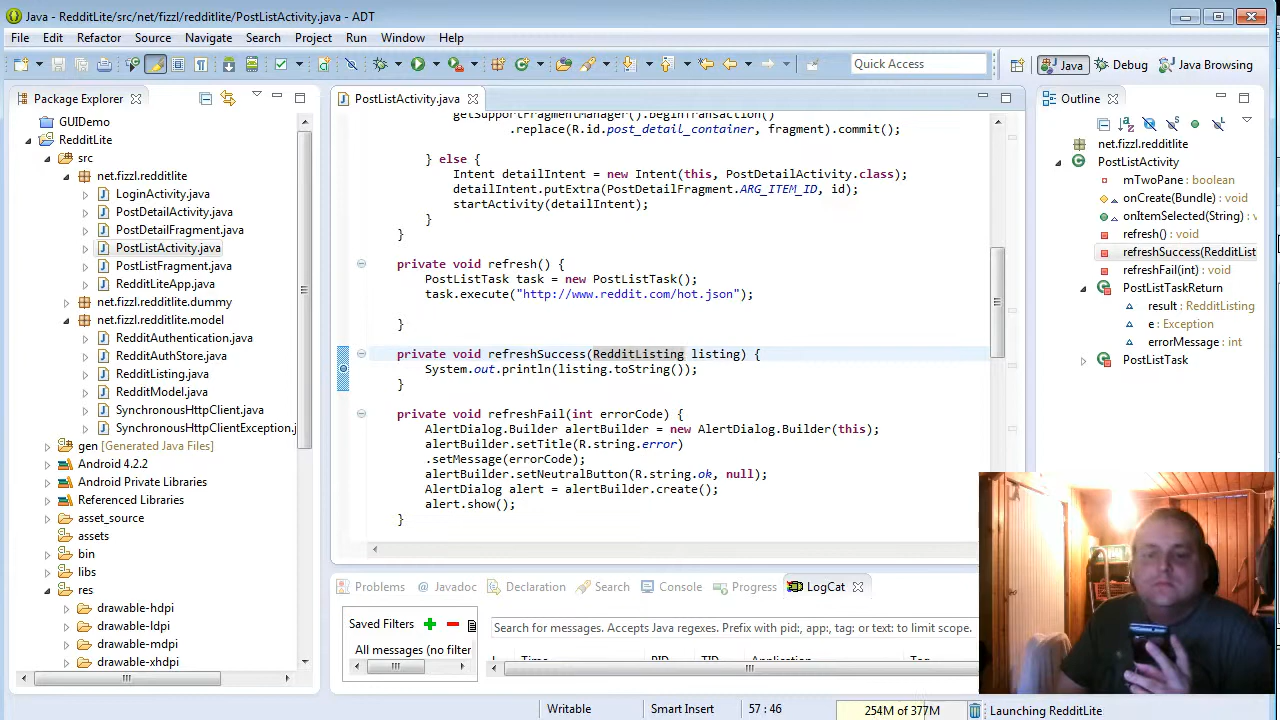 Java - RedditLite/src/net/fizzl/redditlite/PostListActivity.java - ADT
File Edit Refactor Source Navigate Search Project Run Window Help
Quick Access
Java Debug Java Browsing
Package Explorer
GUIDemo
RedditLite
src
net.fizzl.redditlite
LoginActivity.java
PostDetailActivity.java
PostDetailFragment.java
PostListActivity.java
PostListFragment.java
RedditLiteApp.java
net.fizzl.redditlite.dummy
net.fizzl.redditlite.model
RedditAuthentication.java
RedditAuthStore.java
RedditListing.java
RedditModel.java
SynchronousHttpClient.java
SynchronousHttpClientException.j
gen [Generated Java Files]
Android 4.2.2
Android Private Libraries
Referenced Libraries
asset_source
assets
bin
libs
res
drawable-hdpi
drawable-ldpi
drawable-mdpi
drawable-xhdpi
PostListActivity.java
getSupportFragmentManager().beginTransaction()
.replace(R.id.post_detail_container, fragment).commit();
} else {
Intent detailIntent = new Intent(this, PostDetailActivity.class);
detailIntent.putExtra(PostDetailFragment.ARG_ITEM_ID, id);
startActivity(detailIntent);
}
}
private void refresh() {
PostListTask task = new PostListTask();
task.execute("http://www.reddit.com/hot.json");
}
private void refreshSuccess(RedditListing listing) {
System.out.println(listing.toString());
}
private void refreshFail(int errorCode) {
AlertDialog.Builder alertBuilder = new AlertDialog.Builder(this);
alertBuilder.setTitle(R.string.error)
.setMessage(errorCode);
alertBuilder.setNeutralButton(R.string.ok, null);
AlertDialog alert = alertBuilder.create();
alert.show();
}
Outline
net.fizzl.redditlite
PostListActivity
mTwoPane : boolean
onCreate(Bundle) : void
onItemSelected(String) : v
refresh() : void
refreshSuccess(RedditList
refreshFail(int) : void
PostListTaskReturn
result : RedditListing
e : Exception
errorMessage : int
PostListTask
Problems Javadoc Declaration Search Console Progress LogCat
Saved Filters
All messages (no filter
Search for messages. Accepts Java regexes. Prefix with pid:, app:, tag: or text: to limit scope.
Time PID TID Application Tag
Writable Smart Insert 57 : 46 254M of 377M Launching RedditLite